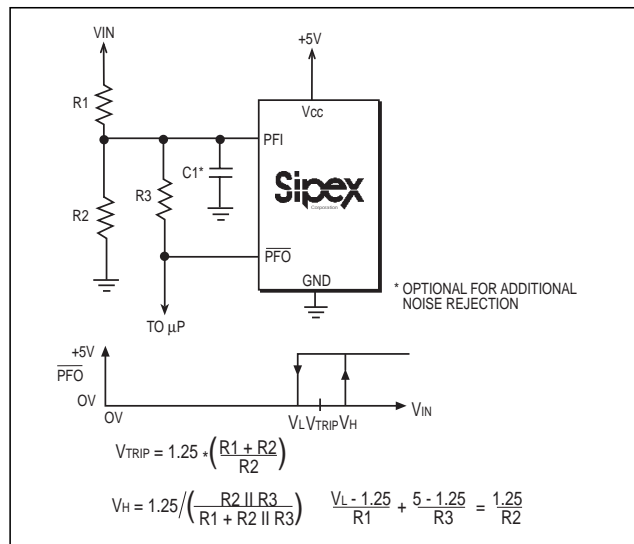 VIN
+5V
R1
Vcc
PFI
C1*
R3
R2
Sipex
Corporation
PFO
GND
* OPTIONAL FOR ADDITIONAL
NOISE REJECTION
TO µP
+5V
PFO
OV
OV
VL VTRIP VH
VIN
VTRIP = 1.25 * (R1 + R2 / R2)
VH = 1.25/(R2 II R3 / R1 + R2 II R3)
VL - 1.25 / R1 + 5 - 1.25 / R3 = 1.25 / R2